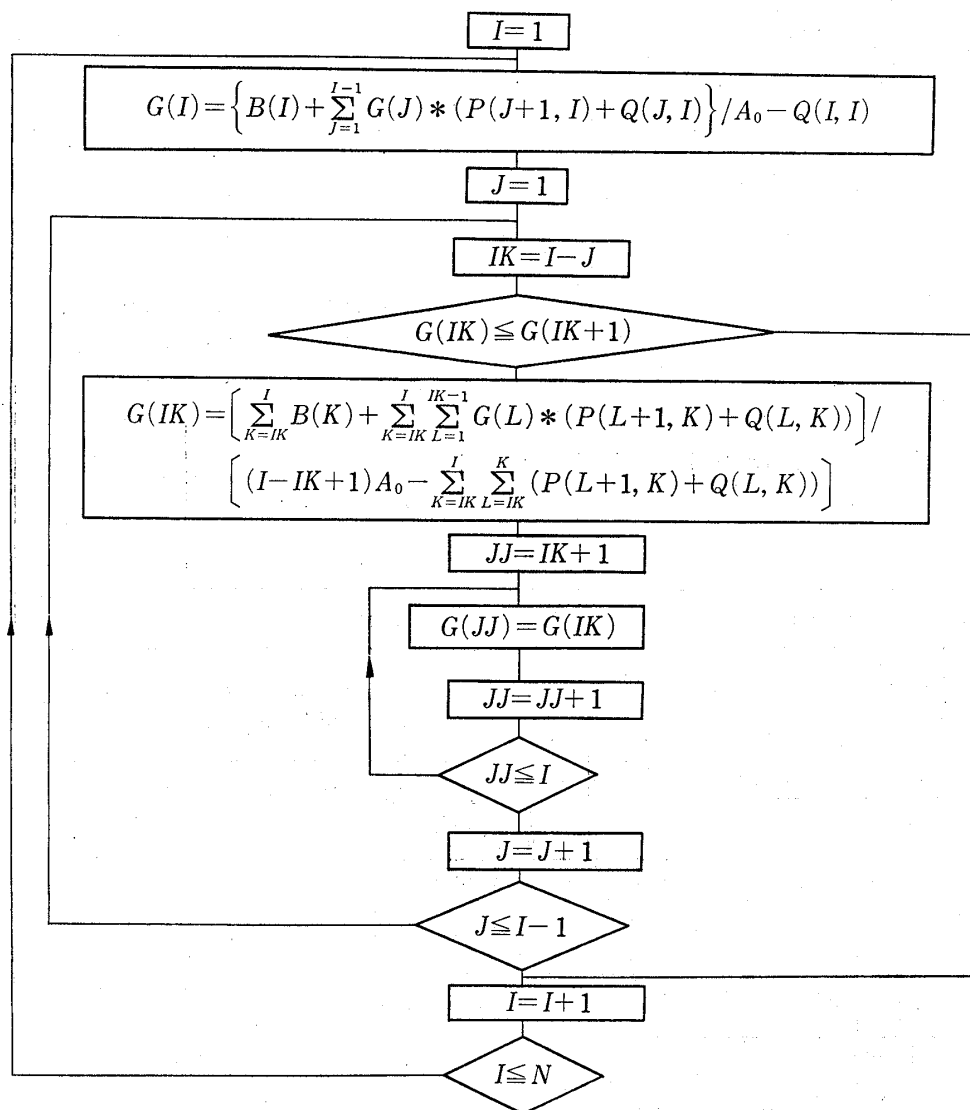 I=1
G(I)={B(I)+∑_{J=1}^{I-1}G(J)*(P(J+1, I)+Q(J, I)}/A₀-Q(I, I)
J=1
IK=I-J
G(IK)≦G(IK+1)
G(IK)=[∑_{K=IK}^{I}B(K)+∑_{K=IK}^{I}∑_{L=1}^{IK-1}G(L)*(P(L+1, K)+Q(L, K))]/
[(I-IK+1)A₀-∑_{K=IK}^{I}∑_{L=IK}^{K}(P(L+1, K)+Q(L, K))]
JJ=IK+1
G(JJ)=G(IK)
JJ=JJ+1
JJ≦I
J=J+1
J≦I-1
I=I+1
I≦N